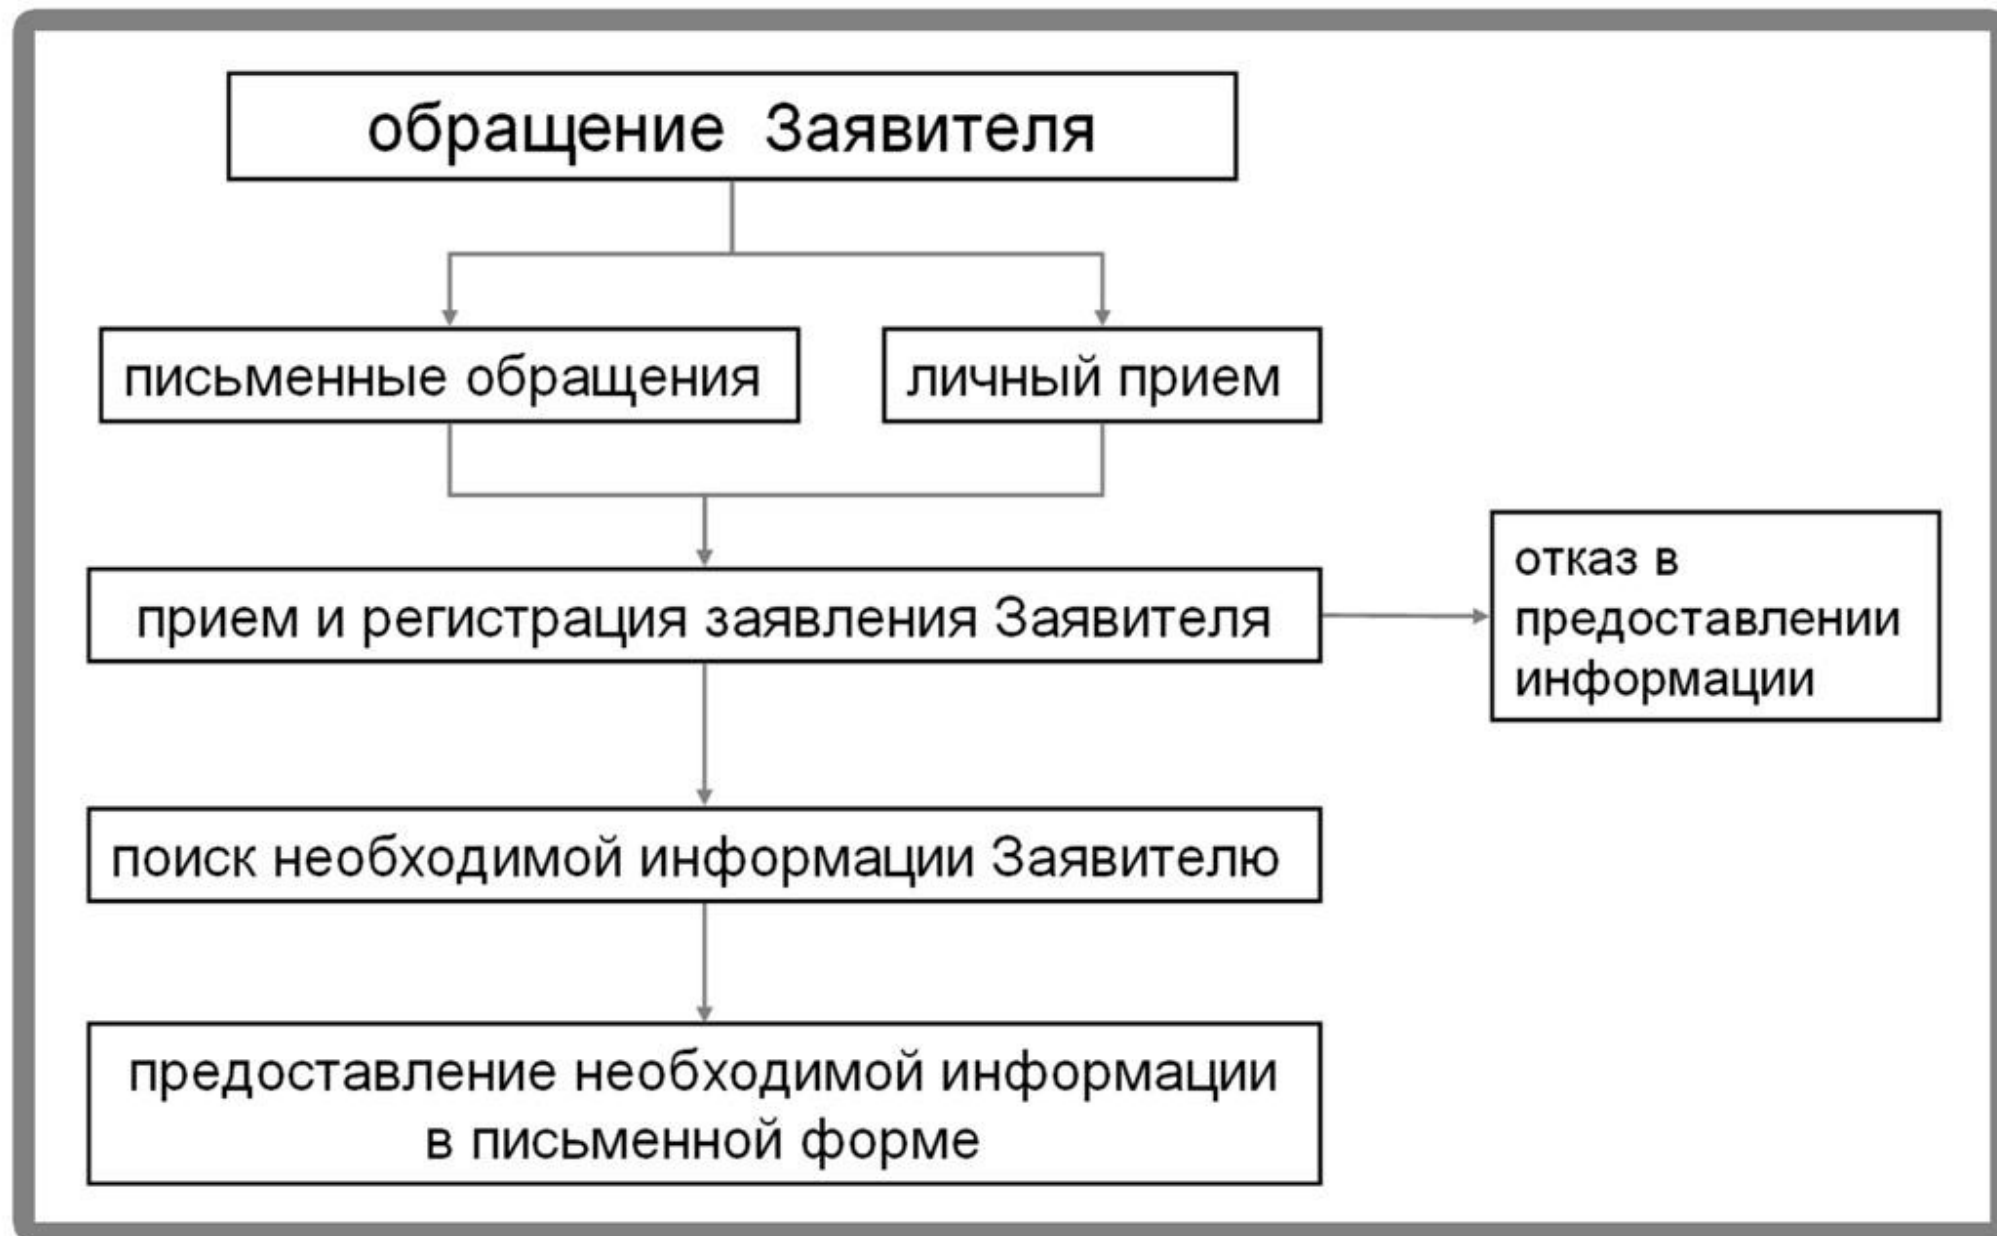 обращение Заявителя
письменные обращения
личный прием
прием и регистрация заявления Заявителя
отказ в
предоставлении
информации
поиск необходимой информации Заявителю
предоставление необходимой информации
в письменной форме